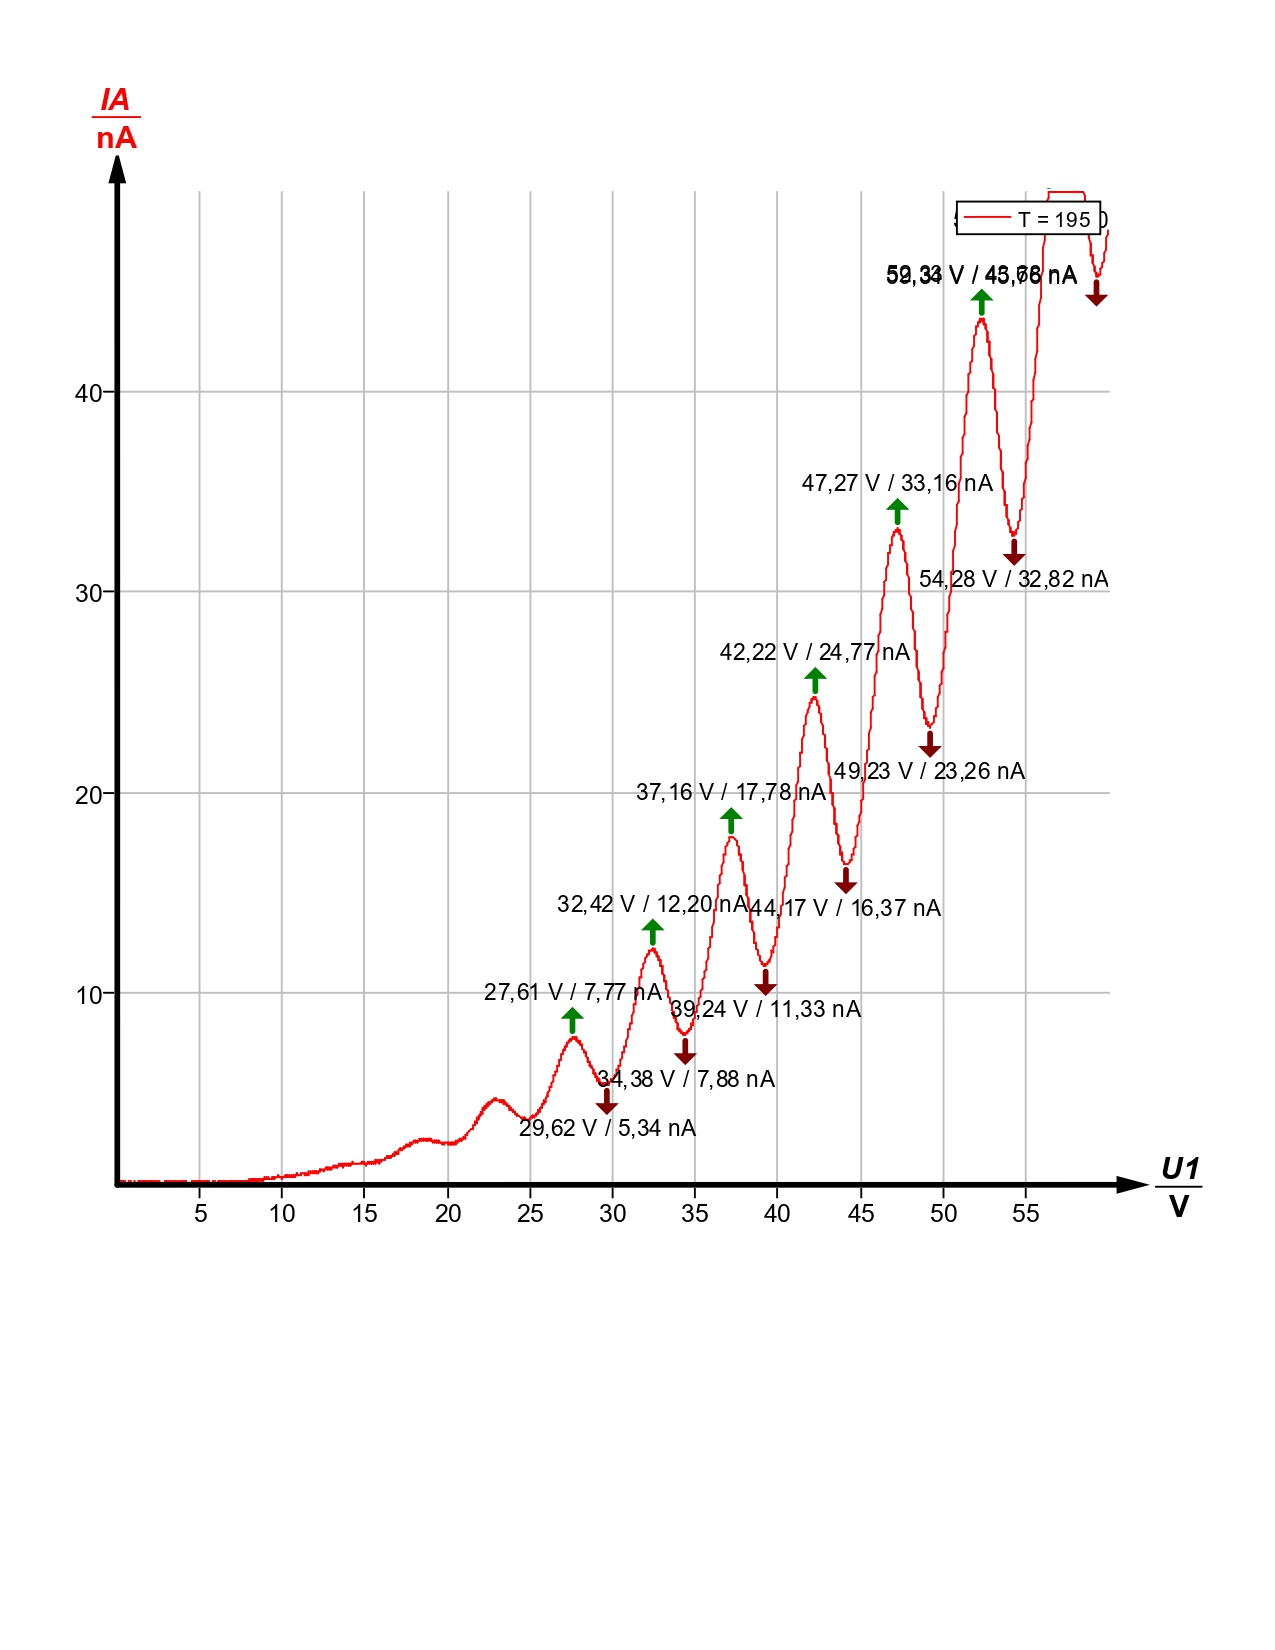 IA
nA
T = 195
40
47,27 V / 33,16 nA
54,28 V / 32,82 nA
30
42,22 V / 24,77 nA
49,23 V / 23,26 nA
20
37,16 V / 17,78 nA
32,42 V / 12,20 nA
44,17 V / 16,37 nA
10
27,61 V / 7,77 nA
39,24 V / 11,33 nA
34,38 V / 7,88 nA
29,62 V / 5,34 nA
U1
V
5 10 15 20 25 30 35 40 45 50 55